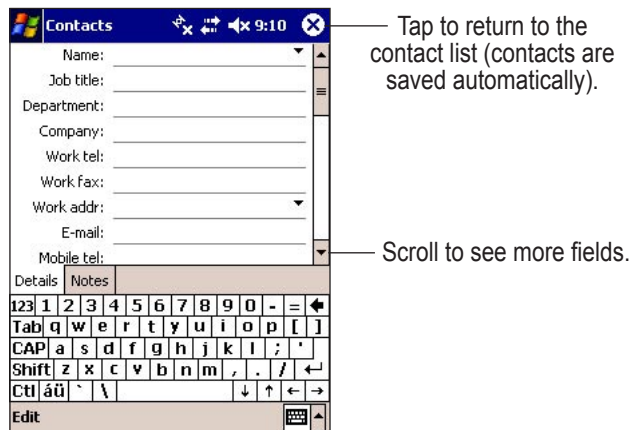 Contacts 9:10
Tap to return to the
contact list (contacts are
saved automatically).
Name:
Job title:
Department:
Company:
Work tel:
Work fax:
Work addr:
E-mail:
Mobile tel:
Scroll to see more fields.
Details Notes
123 1 2 3 4 5 6 7 8 9 0 - =
Tab q w e r t y u i o p [ ]
CAP a s d f g h j k l ; '
Shift z x c v b n m , . /
Ctl áü ` \
Edit